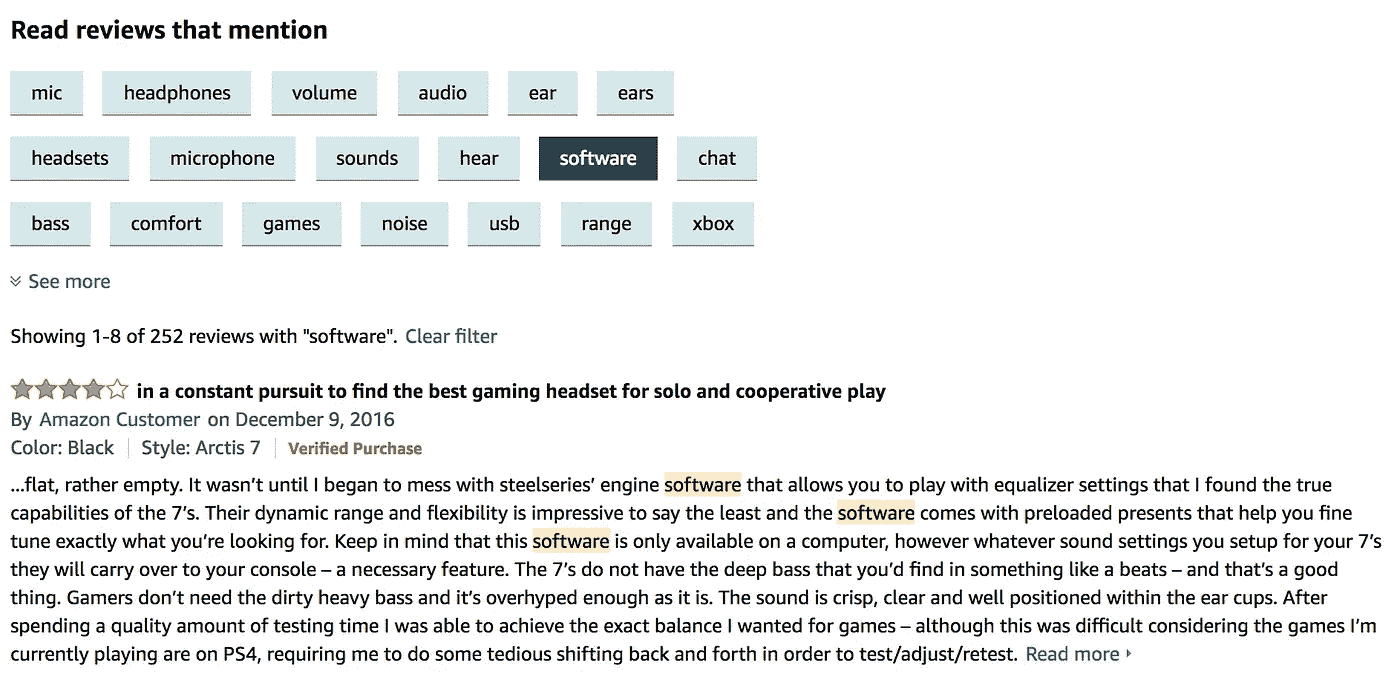 Read reviews that mention
mic headphones volume audio ear ears
headsets microphone sounds hear software chat
bass comfort games noise usb range xbox
See more
Showing 1-8 of 252 reviews with "software". Clear filter
in a constant pursuit to find the best gaming headset for solo and cooperative play
By Amazon Customer on December 9, 2016
Color: Black | Style: Arctis 7 | Verified Purchase
...flat, rather empty. It wasn’t until I began to mess with steelseries’ engine software that allows you to play with equalizer settings that I found the true
capabilities of the 7’s. Their dynamic range and flexibility is impressive to say the least and the software comes with preloaded presents that help you fine
tune exactly what you’re looking for. Keep in mind that this software is only available on a computer, however whatever sound settings you setup for your 7’s
they will carry over to your console – a necessary feature. The 7’s do not have the deep bass that you’d find in something like a beats – and that’s a good
thing. Gamers don’t need the dirty heavy bass and it’s overhyped enough as it is. The sound is crisp, clear and well positioned within the ear cups. After
spending a quality amount of testing time I was able to achieve the exact balance I wanted for games – although this was difficult considering the games I’m
currently playing are on PS4, requiring me to do some tedious shifting back and forth in order to test/adjust/retest. Read more